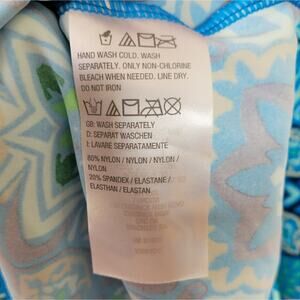 HAND WASH COLD. WASH
SEPARATELY. ONLY NON-CHLORINE
BLEACH WHEN NEEDED. LINE DRY.
DO NOT IRON
GB: WASH SEPARATELY
D: SEPARAT WASCHEN
I: LAVARE SEPARATAMENTE
80% NYLON / NYLON / NYLON /
NYLON
20% SPANDEX / ELASTANE /
ELASTHAN / ELASTAN